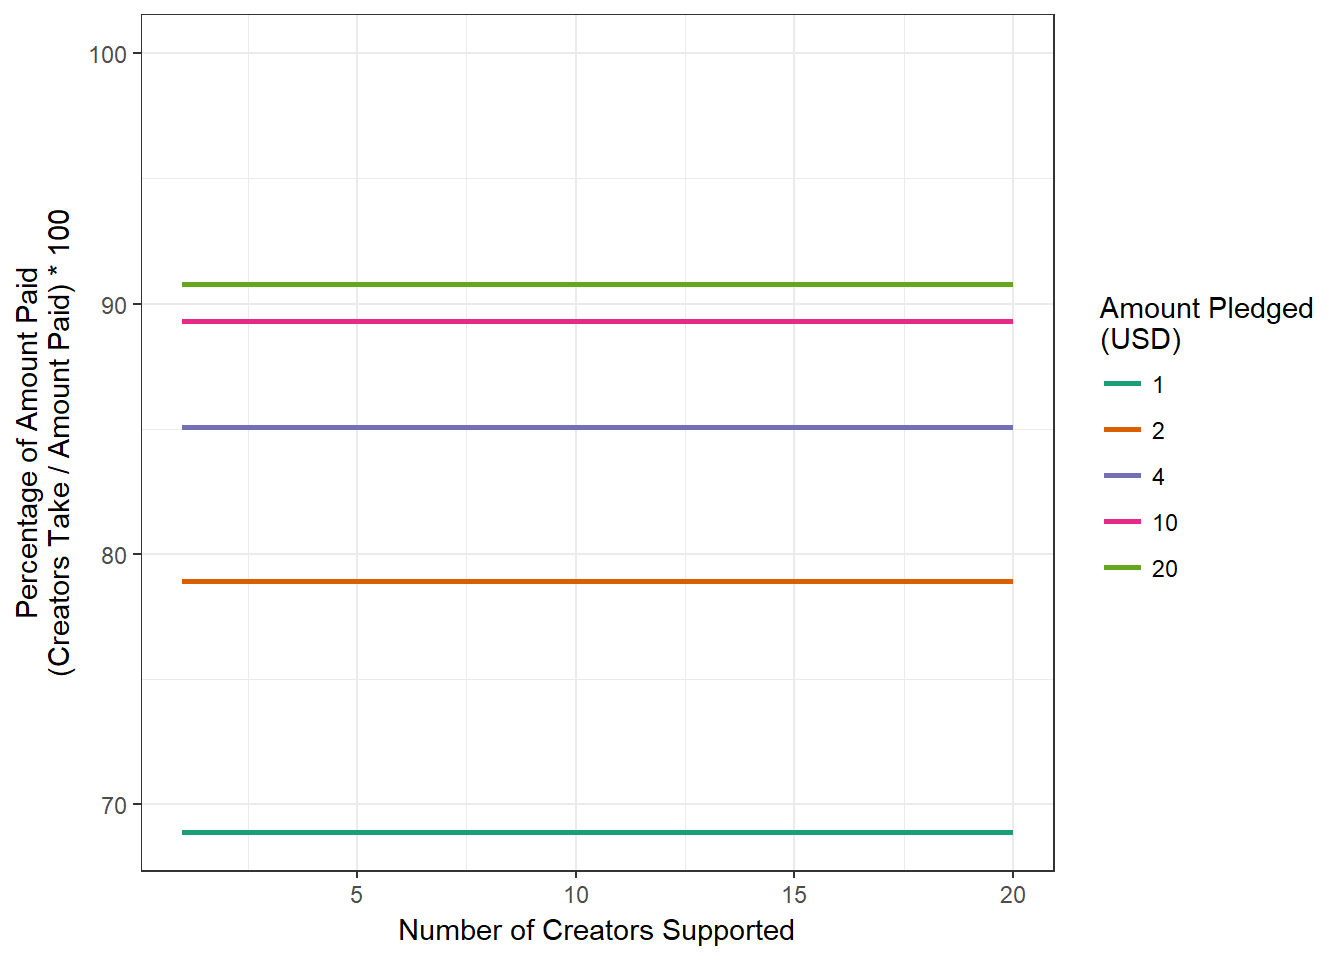 Percentage of Amount Paid
(Creators Take / Amount Paid) * 100
100
90
80
70
5
10
15
20
Number of Creators Supported
Amount Pledged
(USD)
1
2
4
10
20